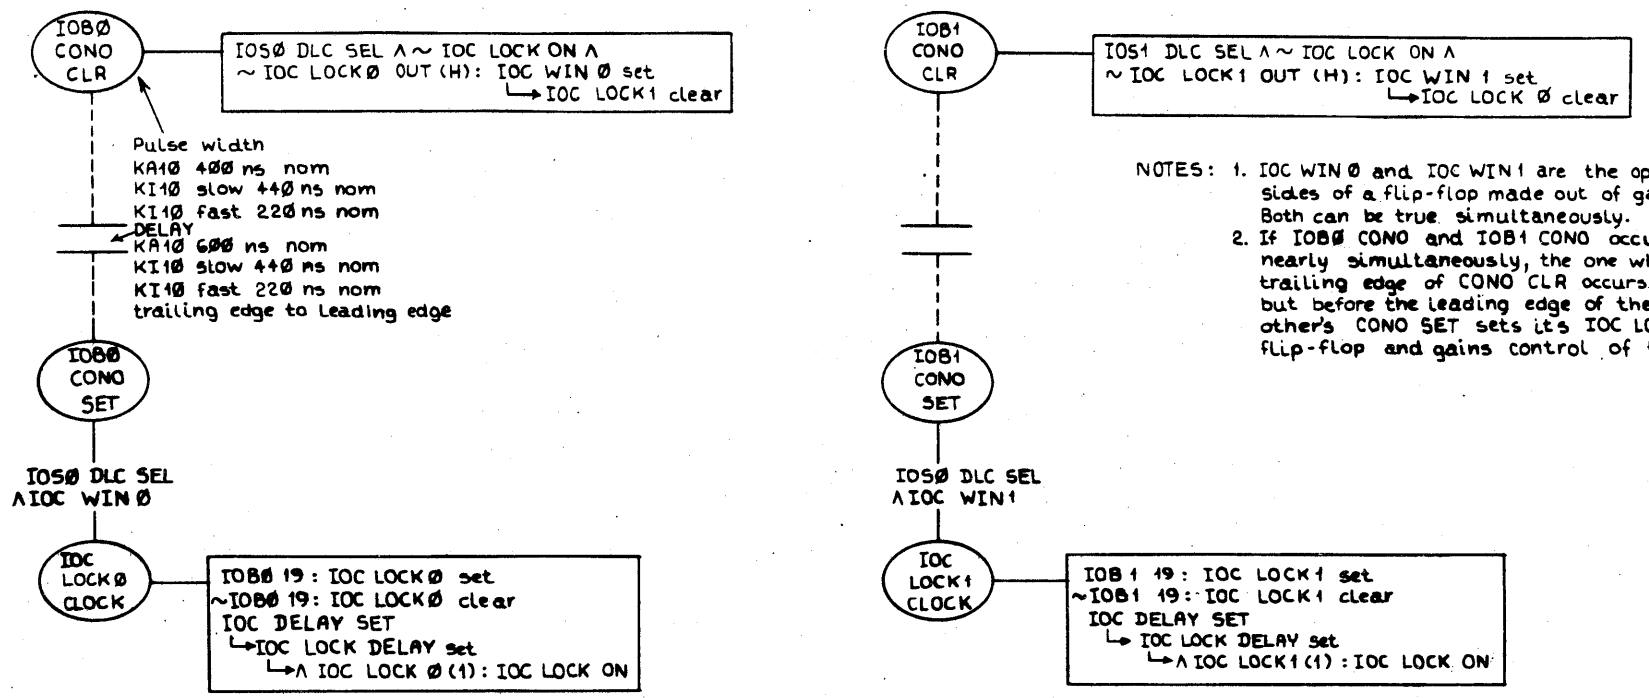 IOBØ
CONO
CLR
IOSØ DLC SEL ∧ ~ IOC LOCK ON ∧
~ IOC LOCKØ OUT (H): IOC WIN Ø set
↳ IOC LOCK1 clear
Pulse width
KA1Ø 4ØØ ns nom
KI1Ø slow 44Ø ns nom
KI1Ø fast 22Ø ns nom
DELAY
KA1Ø 6ØØ ns nom
KI1Ø slow 44Ø ns nom
KI1Ø fast 22Ø ns nom
trailing edge to Leading edge
IOBØ
CONO
SET
IOSØ DLC SEL
∧ IOC WIN Ø
IOC
LOCKØ
CLOCK
IOBØ 19: IOC LOCKØ set
~IOBØ 19: IOC LOCKØ clear
IOC DELAY SET
↳IOC LOCK DELAY set
↳∧ IOC LOCK Ø (1): IOC LOCK ON
IOB1
CONO
CLR
IOS1 DLC SEL ∧ ~ IOC LOCK ON ∧
~ IOC LOCK1 OUT (H): IOC WIN 1 set
↳IOC LOCK Ø clear
NOTES: 1. IOC WIN Ø and IOC WIN1 are the
sides of a flip-flop made out of
Both can be true simultaneously.
2. If IOBØ CONO and IOB1 CONO
nearly simultaneously, the one
trailing edge of CONO CLR occurs
but before the leading edge of the
other's CONO SET sets its IOC
flip-flop and gains control of
IOB1
CONO
SET
IOSØ DLC SEL
∧ IOC WIN1
IOC
LOCK1
CLOCK
IOB1 19: IOC LOCK1 set
~IOB1 19: IOC LOCK1 clear
IOC DELAY SET
↳ IOC LOCK DELAY set
↳∧ IOC LOCK1 (1): IOC LOCK ON